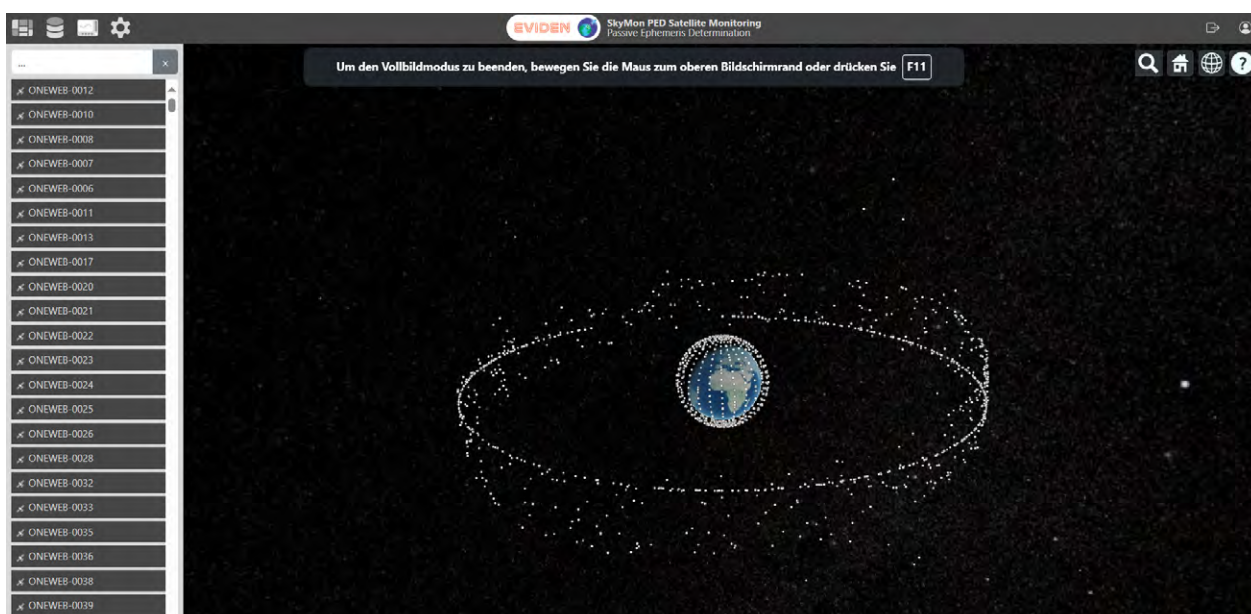 EVIDEN
SkyMon PED Satellite Monitoring
Passive Ephemeris Determination
...
x
Um den Vollbildmodus zu beenden, bewegen Sie die Maus zum oberen Bildschirmrand oder drücken Sie F11
?
ONEWEB-0012
ONEWEB-0010
ONEWEB-0008
ONEWEB-0007
ONEWEB-0006
ONEWEB-0011
ONEWEB-0013
ONEWEB-0017
ONEWEB-0020
ONEWEB-0021
ONEWEB-0022
ONEWEB-0023
ONEWEB-0024
ONEWEB-0025
ONEWEB-0026
ONEWEB-0028
ONEWEB-0032
ONEWEB-0033
ONEWEB-0035
ONEWEB-0036
ONEWEB-0038
ONEWEB-0039